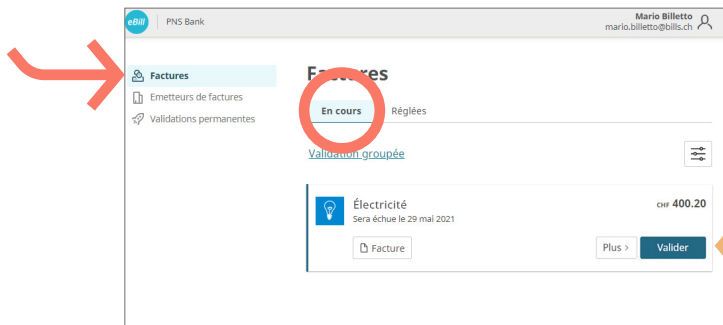 eBill PNS Bank
Mario Billetto
mario.billetto@bills.ch
Factures
Emetteurs de factures
Validations permanentes
Factures
En cours Réglées
Validation groupée
Électricité CHF 400.20
Sera échue le 29 mai 2021
Facture Plus > Valider